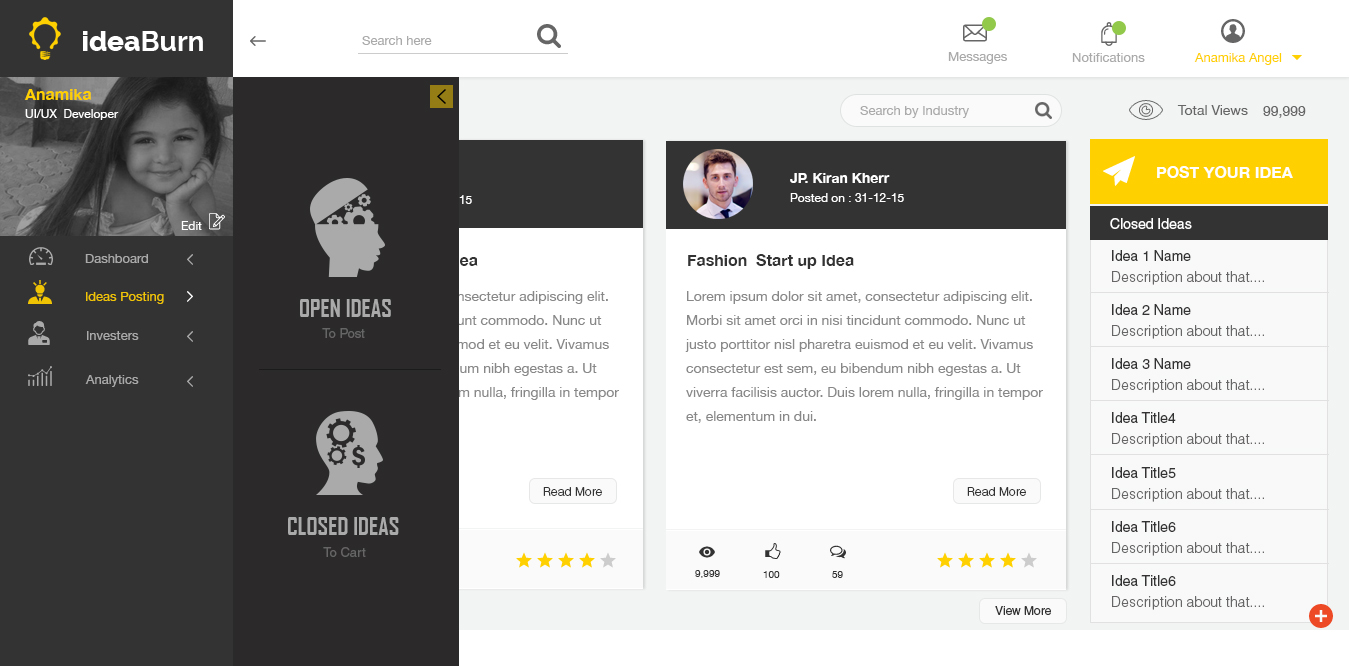 ideaBurn
Search here
Messages
Notifications
Anamika Angel
Anamika
UI/UX  Developer
Edit
Dashboard
Ideas Posting
Investers
Analytics
OPEN IDEAS
To Post
CLOSED IDEAS
To Cart
Search by Industry
Total Views
99,999
-15
ea
nsectetur adipiscing elit.
unt commodo. Nunc ut
mod et eu velit. Vivamus
um nibh egestas a. Ut
m nulla, fringilla in tempor
Read More
JP. Kiran Kherr
Posted on : 31-12-15
Fashion  Start up Idea
Lorem ipsum dolor sit amet, consectetur adipiscing elit.
Morbi sit amet orci in nisi tincidunt commodo. Nunc ut
justo porttitor nisl pharetra euismod et eu velit. Vivamus
consectetur est sem, eu bibendum nibh egestas a. Ut
viverra facilisis auctor. Duis lorem nulla, fringilla in tempor
et, elementum in dui.
Read More
9,999
100
59
View More
POST YOUR IDEA
Closed Ideas
Idea 1 Name
Description about that....
Idea 2 Name
Description about that....
Idea 3 Name
Description about that....
Idea Title4
Description about that....
Idea Title5
Description about that....
Idea Title6
Description about that....
Idea Title6
Description about that....